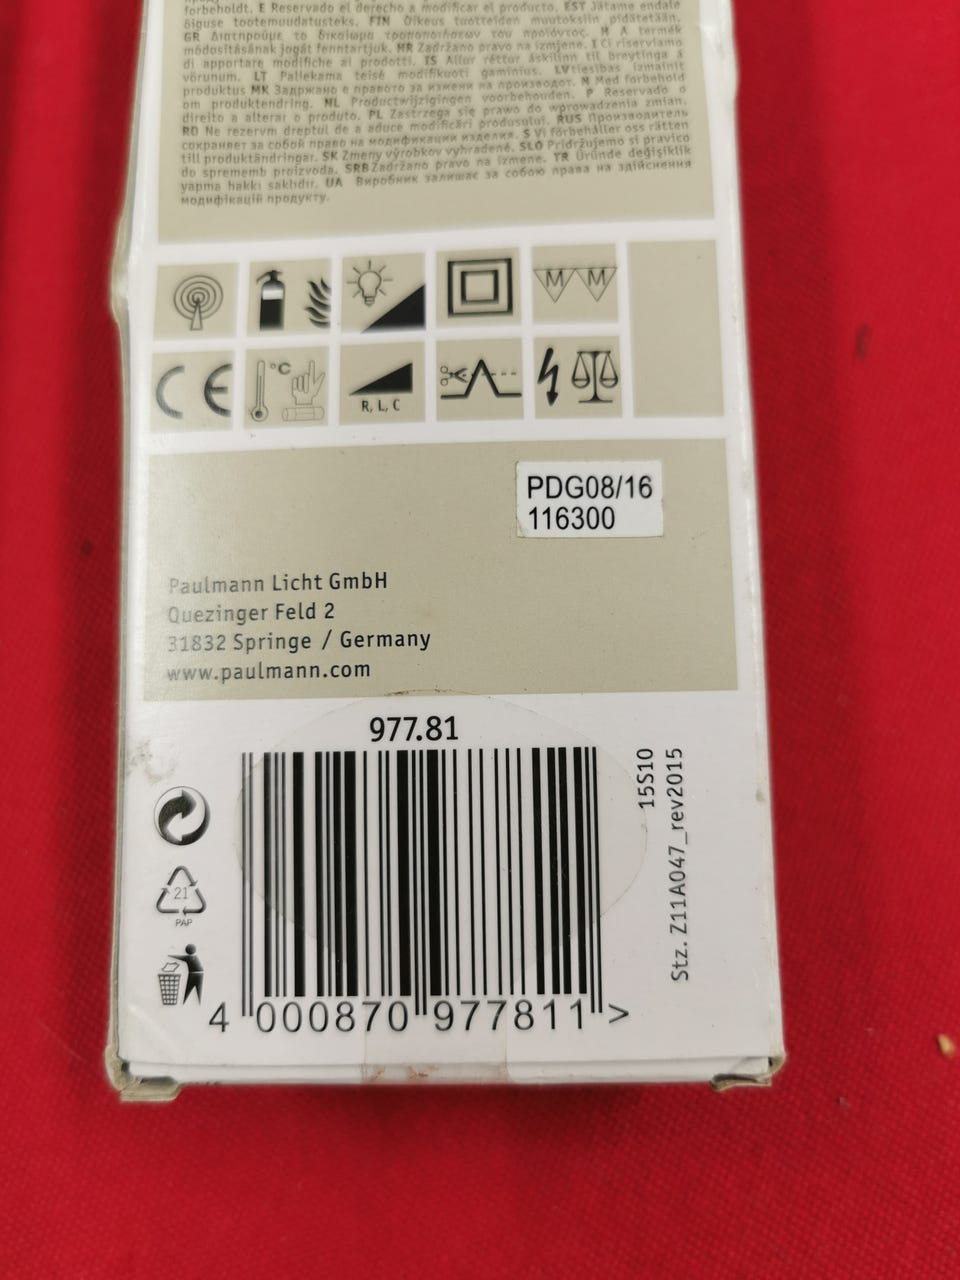 forbeholdt. E Reservado el derecho a modificar el producto. EST Jätame endale
õiguse tootemuudatusteks. FIN Oikeus tuotteiden muutoksiin pidätetään.
GR Διατηρούμε το δικαίωμα τροποποιήσεων του προϊόντος. H A termék
módosításának jogát fenntartjuk. HR Zadržano pravo na izmjene. I Ci riserviamo
di apportare modifiche ai prodotti. IS Allur réttur áskilinn til breytinga á
vörunum. LT Paliekama teisė modifikuoti gaminius. LV tiesības izmainīt
produktus MK Задржано е правото за измени на производот. N Med forbehold
om produktendring. NL Productwijzigingen voorbehouden. P Reservado o
direito a alterar o produto. PL Zastrzega się prawo do wprowadzenia zmian.
RO Ne rezervm dreptul de a aduce modificări produsului. RUS Производитель
сохраняет за собой право на модификации изделия. S Vi förbehåller oss rätten
till produktändringar. SK Zmeny výrobkov vyhradené. SLO Pridržujemo si pravico
do sprememb proizvoda. SRB Zadržano pravo na izmene. TR Üründe değişiklik
yapma hakkı saklıdır. UA Виробник залишає за собою права на здійснення
модифікацій продукту.
M M
CE °C R, L, C
PDG08/16
116300
Paulmann Licht GmbH
Quezinger Feld 2
31832 Springe / Germany
www.paulmann.com
977.81
15S10
Stz. Z11A047_rev2015
21
PAP
4 000870 977811 >